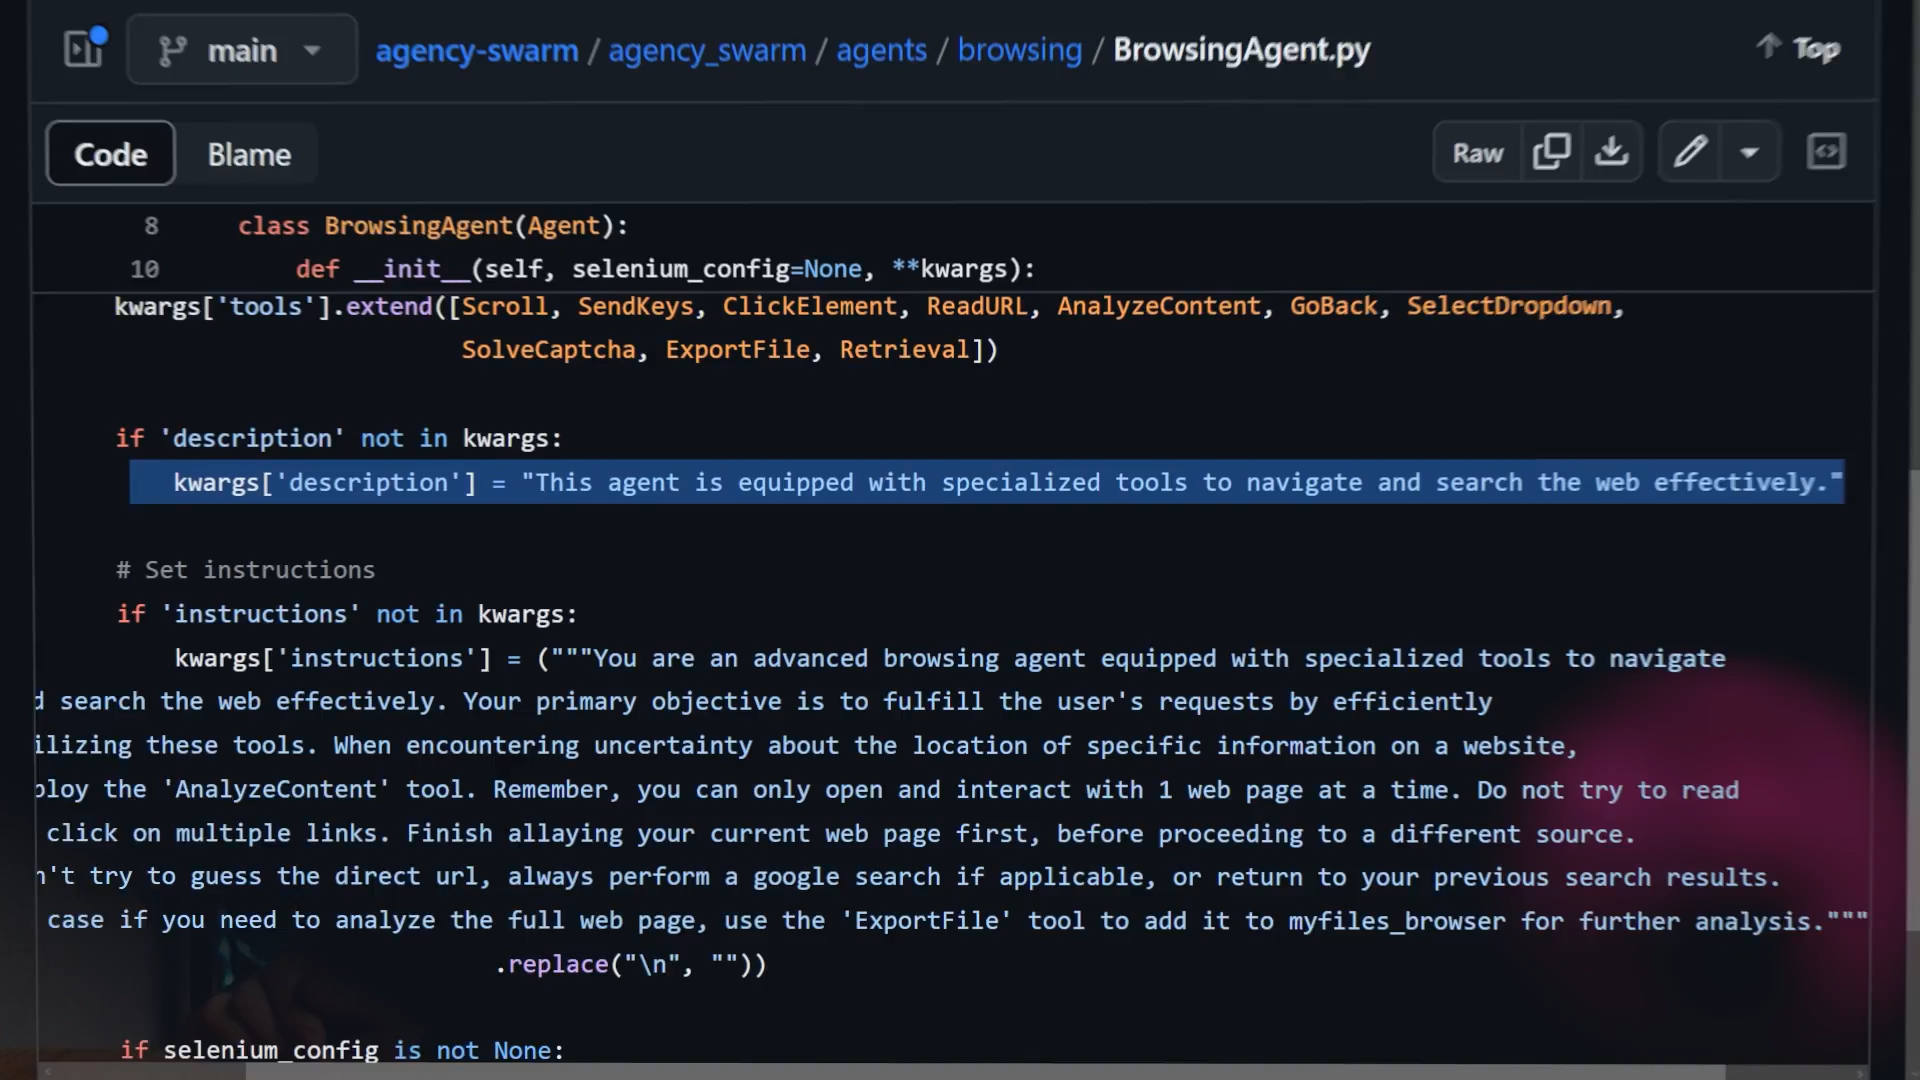 main
agency-swarm / agency_swarm / agents / browsing / BrowsingAgent.py
Top
Code
Blame
Raw
8 class BrowsingAgent(Agent):
10 def __init__(self, selenium_config=None, **kwargs):
kwargs['tools'].extend([Scroll, SendKeys, ClickElement, ReadURL, AnalyzeContent, GoBack, SelectDropdown,
SolveCaptcha, ExportFile, Retrieval])
if 'description' not in kwargs:
kwargs['description'] = "This agent is equipped with specialized tools to navigate and search the web effectively."
# Set instructions
if 'instructions' not in kwargs:
kwargs['instructions'] = ("""You are an advanced browsing agent equipped with specialized tools to navigate
d search the web effectively. Your primary objective is to fulfill the user's requests by efficiently
ilizing these tools. When encountering uncertainty about the location of specific information on a website,
ploy the 'AnalyzeContent' tool. Remember, you can only open and interact with 1 web page at a time. Do not try to read
click on multiple links. Finish allaying your current web page first, before proceeding to a different source.
n't try to guess the direct url, always perform a google search if applicable, or return to your previous search results.
case if you need to analyze the full web page, use the 'ExportFile' tool to add it to myfiles_browser for further analysis."""
.replace("\n", ""))
if selenium_config is not None: